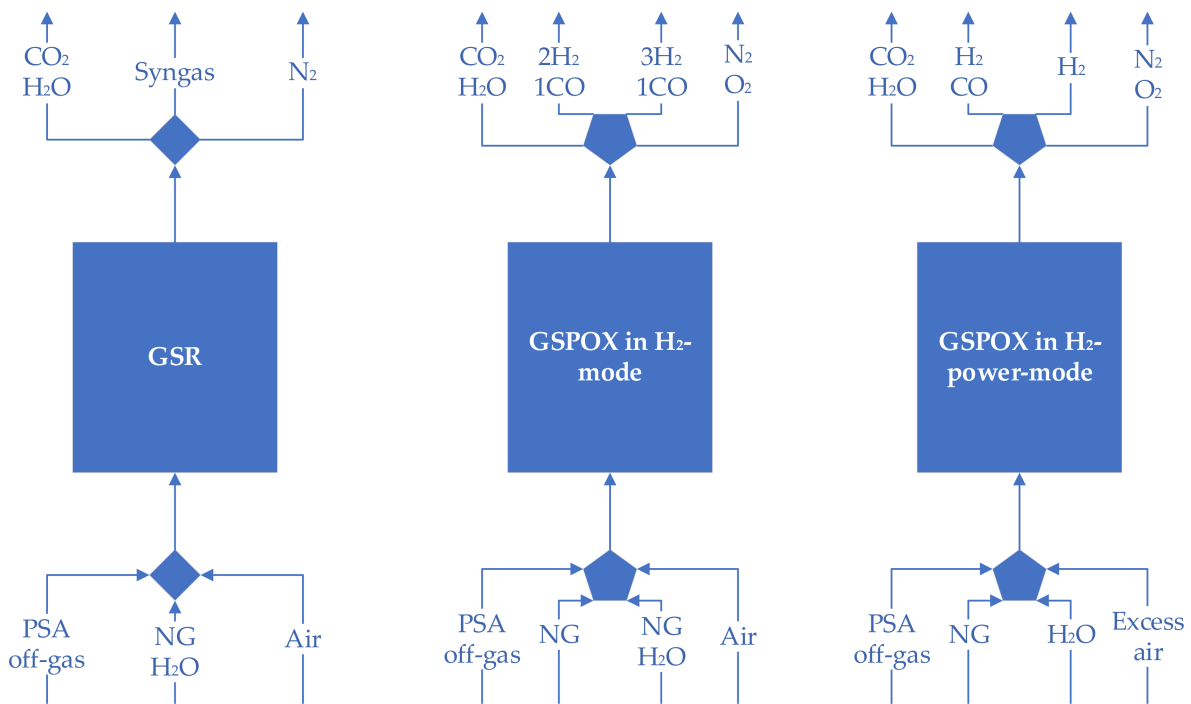 CO₂
H₂O
Syngas
N₂
GSR
PSA
off-gas
NG
H₂O
Air
CO₂
H₂O
2H₂
1CO
3H₂
1CO
N₂
O₂
GSPOX in H₂-
mode
PSA
off-gas
NG
NG
H₂O
Air
CO₂
H₂O
H₂
CO
H₂
N₂
O₂
GSPOX in H₂-
power-mode
PSA
off-gas
NG
H₂O
Excess
air